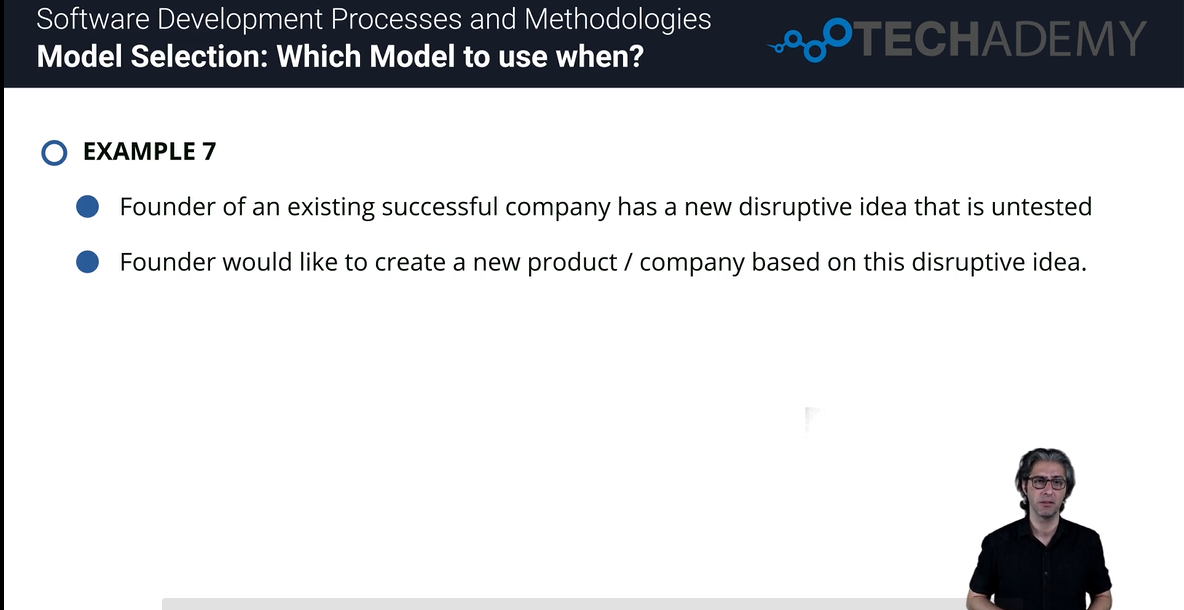 Software Development Processes and Methodologies
Model Selection: Which Model to use when?
TECHADEMY
EXAMPLE 7
Founder of an existing successful company has a new disruptive idea that is untested
Founder would like to create a new product / company based on this disruptive idea.